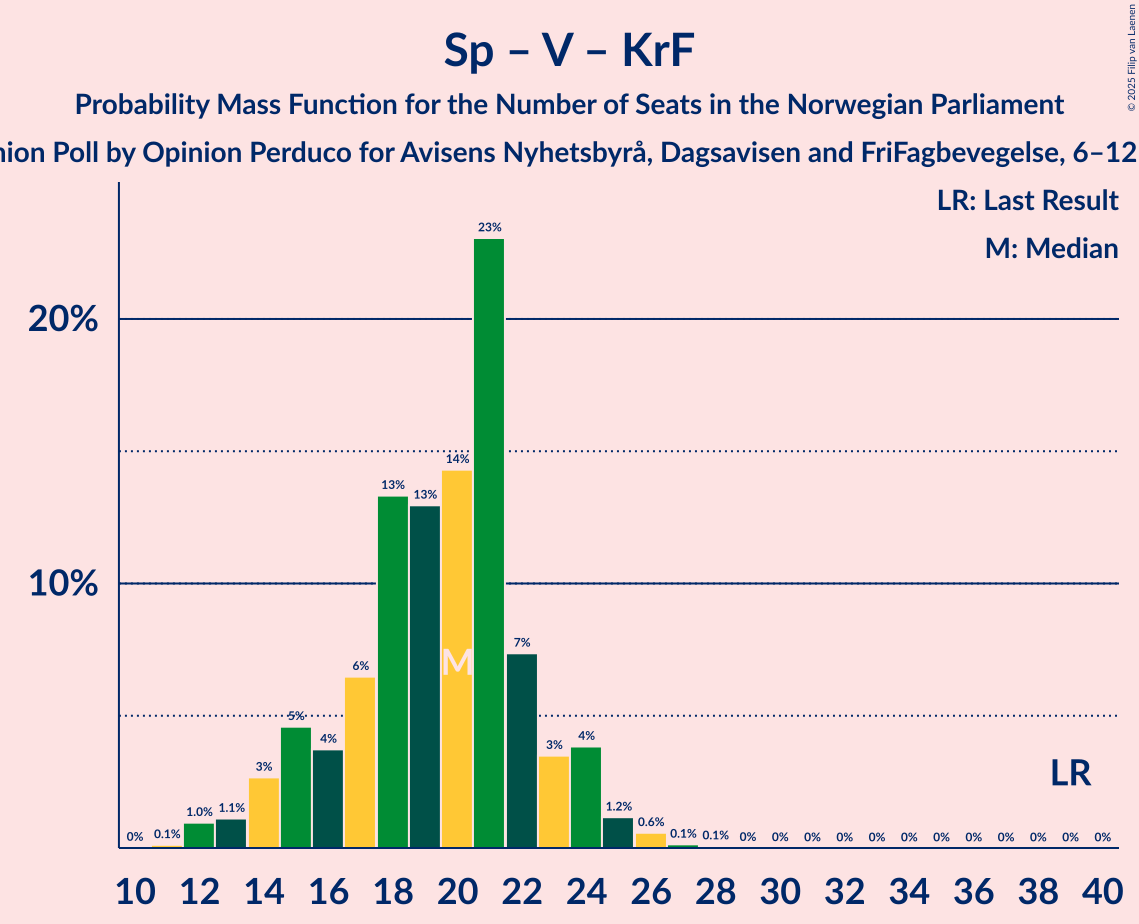 Sp – V – KrF
Probability Mass Function for the Number of Seats in the Norwegian Parliament
Poll by Opinion Perduco for Avisens Nyhetsbyrå, Dagsavisen and FriFagbevegelse, 6–12
© 2025 Filip van Laenen
LR: Last Result
M: Median
20%
10%
0% 0.1% 1.0% 1.1% 3% 5% 4% 6% 13% 13% 14% 23% 7% 3% 4% 1.2% 0.6% 0.1% 0.1% 0% 0% 0% 0% 0% 0% 0% 0% 0% 0% 0% 0%
M
LR
10 12 14 16 18 20 22 24 26 28 30 32 34 36 38 40